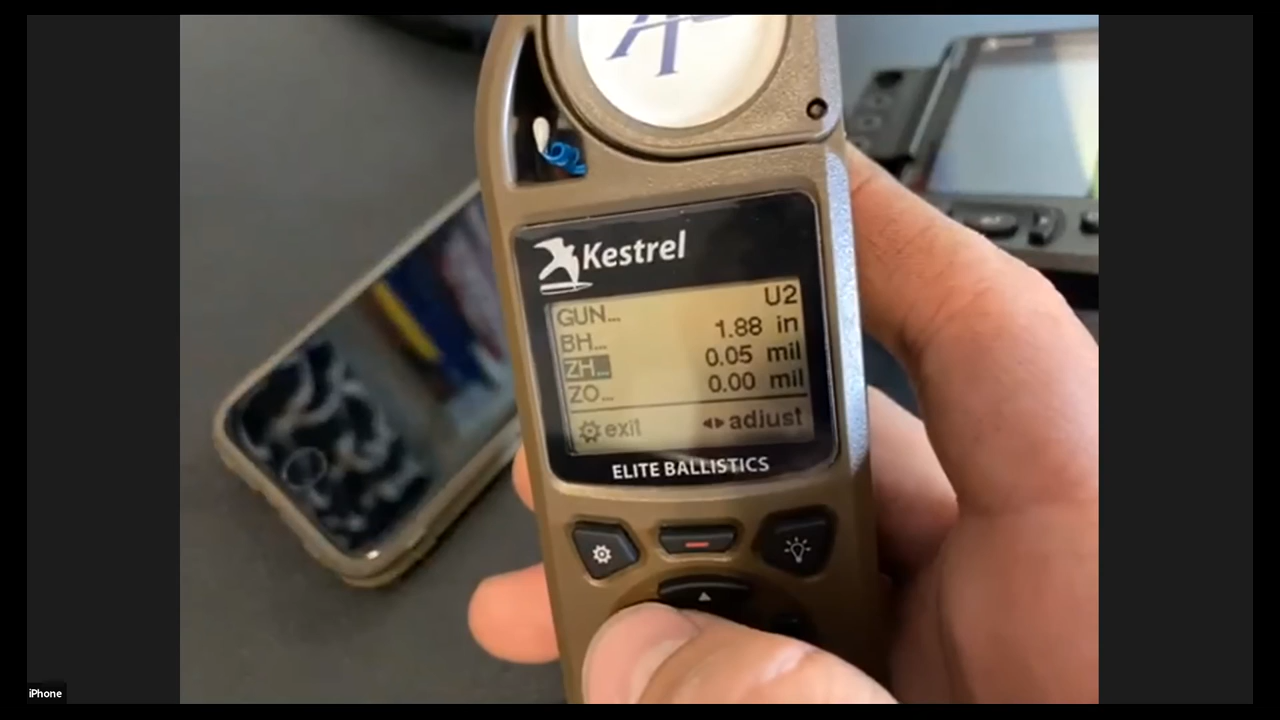 Kestrel
GUN... U2
BH... 1.88 in
ZH... 0.05 mil
ZO... 0.00 mil
exit adjust
ELITE BALLISTICS
iPhone